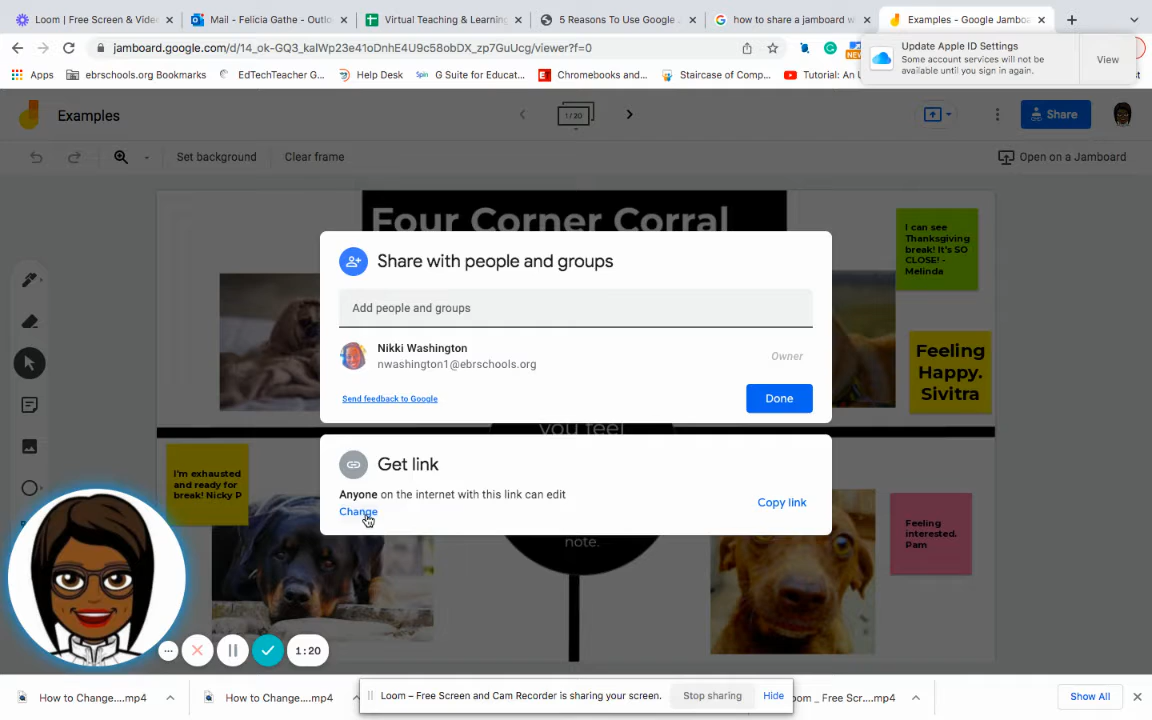 Loom | Free Screen & Vide
Mail - Felicia Gathe - Outlo
Virtual Teaching & Learning
5 Reasons To Use Google
how to share a jamboard w
Examples - Google Jamboa
jamboard.google.com/d/14_ok-GQ3_kalWp23e41oDnhE4U9c58obDX_zp7GuUcg/viewer?f=0
NEW
Update Apple ID Settings
Some account services will not be
available until you sign in again.
View
Apps
ebrschools.org Bookmarks
EdTechTeacher G...
Help Desk
Spin
G Suite for Educat...
Chromebooks and...
Staircase of Comp...
Tutorial: An U
Examples
1/20
Share
Set background
Clear frame
Open on a Jamboard
Four Corner Corral
I can see
Thanksgiving
break! It's SO
CLOSE! -
Melinda
Share with people and groups
Add people and groups
Nikki Washington
nwashington1@ebrschools.org
Owner
Send feedback to Google
Done
Feeling
Happy.
Sivitra
you feel
Get link
Anyone on the internet with this link can edit
Change
Copy link
I'm exhausted
and ready for
break! Nicky P
note.
Feeling
interested.
Pam
1:20
How to Change....mp4
How to Change....mp4
Loom – Free Screen and Cam Recorder is sharing your screen.
Stop sharing
Hide
oom _ Free Scr....mp4
Show All